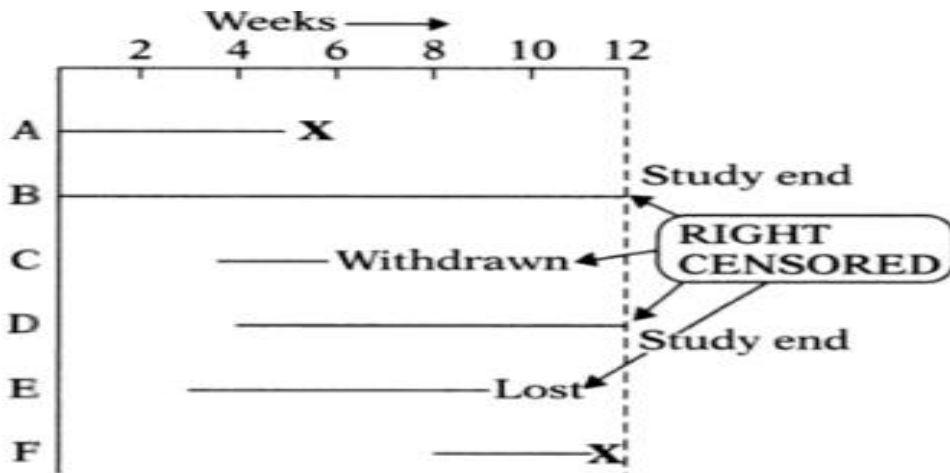 Weeks
2 4 6 8 10 12
A X
B Study end
RIGHT
CENSORED
C Withdrawn
D
Study end
E Lost
F X